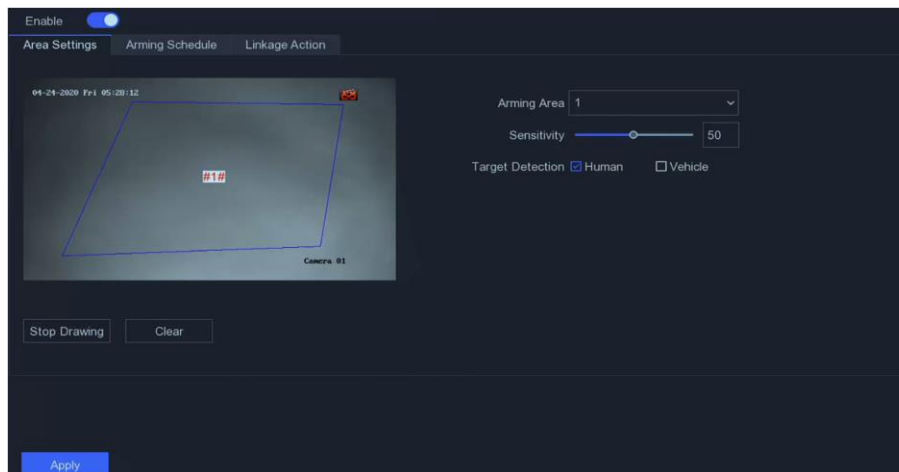 Enable
Area Settings Arming Schedule Linkage Action
04-24-2020 Fri 05:28:12
Arming Area 1
Sensitivity 50
Target Detection Human Vehicle
#1#
Camera 01
Stop Drawing Clear
Apply